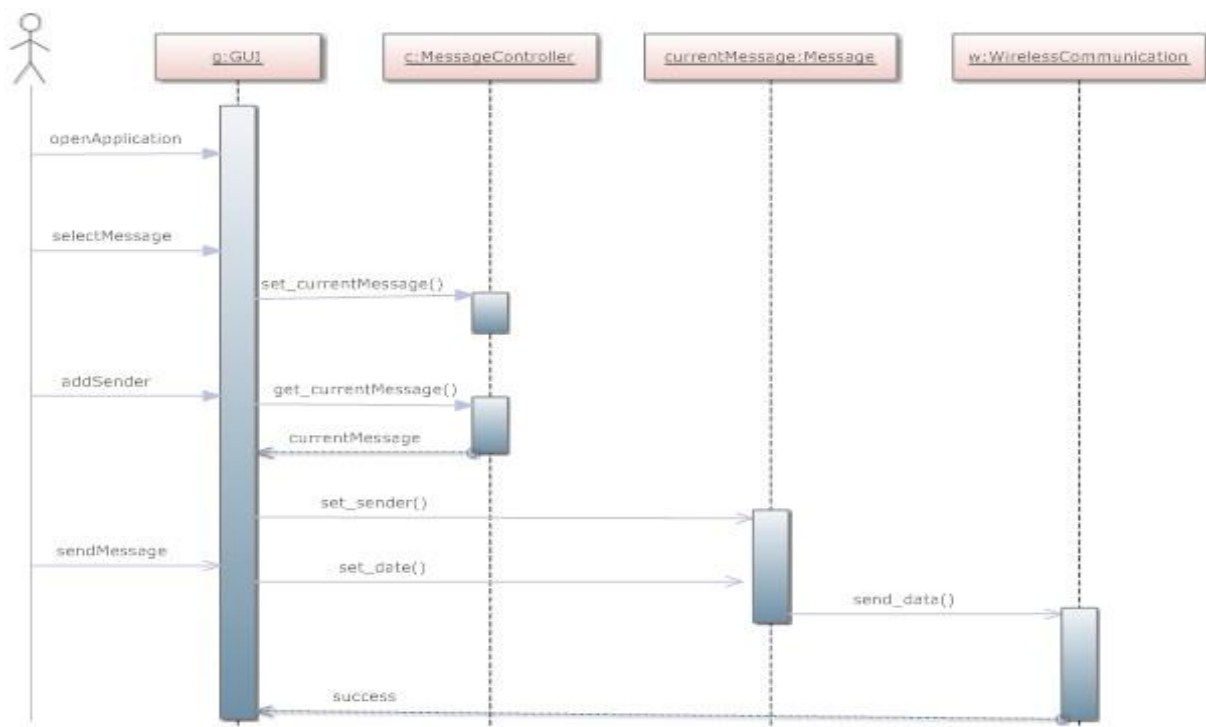 g:GUI
c:MessageController
currentMessage:Message
w:WirelessCommunication
openApplication
selectMessage
set_currentMessage()
addSender
get_currentMessage()
currentMessage
set_sender()
sendMessage
set_date()
send_data()
success